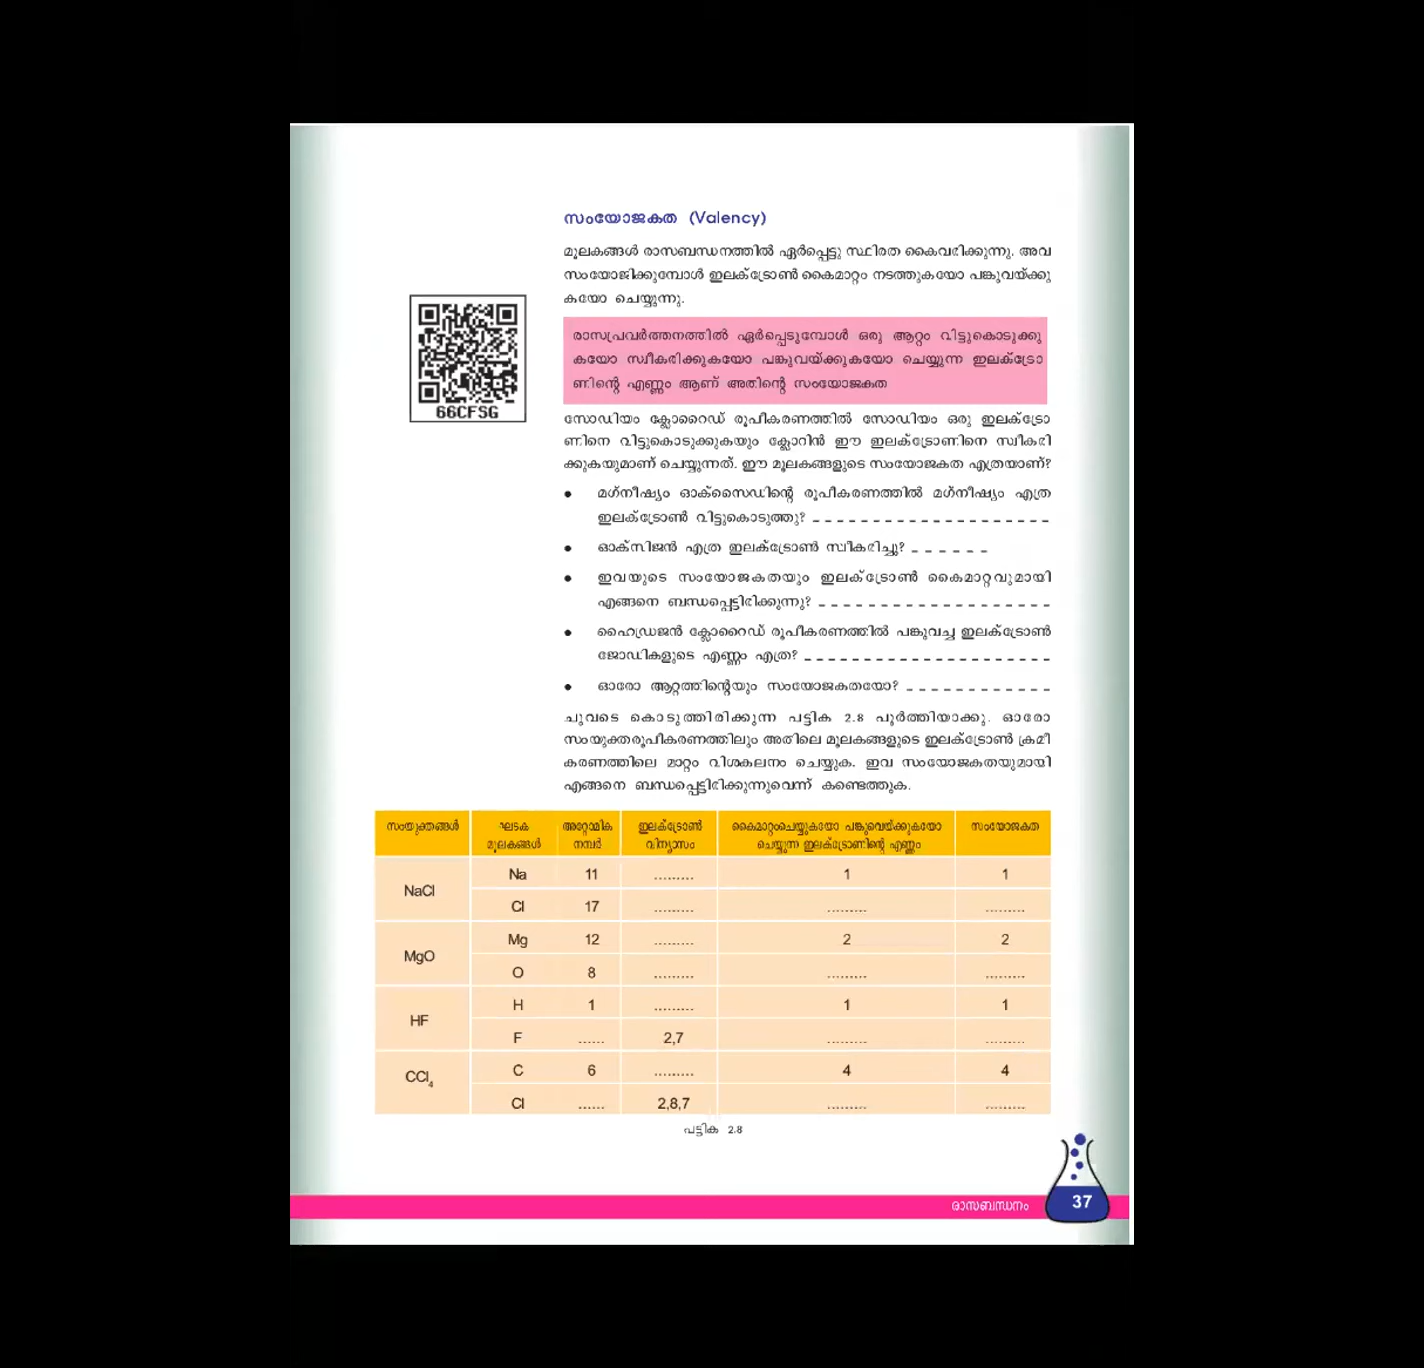 സംയോജകത (Valency)
മൂലകങ്ങൾ രാസബന്ധനത്തിൽ ഏർപ്പെട്ടു സ്ഥിരത കൈവരിക്കുന്നു. അവ
സംയോജിക്കുമ്പോൾ ഇലക്ട്രോൺ കൈമാറ്റം നടത്തുകയോ പങ്കുവയ്ക്കു
കയോ ചെയ്യുന്നു.
66CFSG
രാസപ്രവർത്തനത്തിൽ ഏർപ്പെടുമ്പോൾ ഒരു ആറ്റം വിട്ടുകൊടുക്കു
കയോ സ്വീകരിക്കുകയോ പങ്കുവയ്ക്കുകയോ ചെയ്യുന്ന ഇലക്ട്രോ
ണിന്റെ എണ്ണം ആണ് അതിന്റെ സംയോജകത
സോഡിയം ക്ലോറൈഡ് രൂപീകരണത്തിൽ സോഡിയം ഒരു ഇലക്ട്രോ
ണിനെ വിട്ടുകൊടുക്കുകയും ക്ലോറിൻ ഈ ഇലക്ട്രോണിനെ സ്വീകരി
ക്കുകയുമാണ് ചെയ്യുന്നത്. ഈ മൂലകങ്ങളുടെ സംയോജകത എത്രയാണ്?
• മഗ്നീഷ്യം ഓക്സൈഡിന്റെ രൂപീകരണത്തിൽ മഗ്നീഷ്യം എത്ര
ഇലക്ട്രോൺ വിട്ടുകൊടുത്തു? _ _ _ _ _ _ _ _ _ _ _ _ _ _ _ _ _ _ _ _
• ഓക്സിജൻ എത്ര ഇലക്ട്രോൺ സ്വീകരിച്ചു? _ _ _ _ _ _
• ഇവയുടെ സംയോജകതയും ഇലക്ട്രോൺ കൈമാറ്റവുമായി
എങ്ങനെ ബന്ധപ്പെട്ടിരിക്കുന്നു? _ _ _ _ _ _ _ _ _ _ _ _ _ _ _ _ _ _ _
• ഹൈഡ്രജൻ ക്ലോറൈഡ് രൂപീകരണത്തിൽ പങ്കുവച്ച ഇലക്ട്രോൺ
ജോഡികളുടെ എണ്ണം എത്ര? _ _ _ _ _ _ _ _ _ _ _ _ _ _ _ _ _ _ _ _
• ഓരോ ആറ്റത്തിന്റെയും സംയോജകതയോ? _ _ _ _ _ _ _ _ _ _ _ _
ചുവടെ കൊടുത്തിരിക്കുന്ന പട്ടിക 2.8 പൂർത്തിയാക്കു. ഓരോ
സംയുക്തരൂപീകരണത്തിലും അതിലെ മൂലകങ്ങളുടെ ഇലക്ട്രോൺ ക്രമീ
കരണത്തിലെ മാറ്റം വിശകലനം ചെയ്യുക. ഇവ സംയോജകതയുമായി
എങ്ങനെ ബന്ധപ്പെട്ടിരിക്കുന്നുവെന്ന് കണ്ടെത്തുക.
സംയുക്തങ്ങൾ ഘടക അറ്റോമിക ഇലക്ട്രോൺ കൈമാറ്റംചെയ്യുകയോ പങ്കുവെയ്ക്കുകയോ സംയോജകത
മൂലകങ്ങൾ നമ്പർ വിന്യാസം ചെയ്യുന്ന ഇലക്ട്രോണിന്റെ എണ്ണം
NaCl Na 11 ......... 1 1
Cl 17 ......... ......... .........
MgO Mg 12 ......... 2 2
O 8 ......... ......... .........
HF H 1 ......... 1 1
F ...... 2,7 ......... .........
CCl₄ C 6 ......... 4 4
Cl ...... 2,8,7 ......... .........
പട്ടിക 2.8
രാസബന്ധനം 37